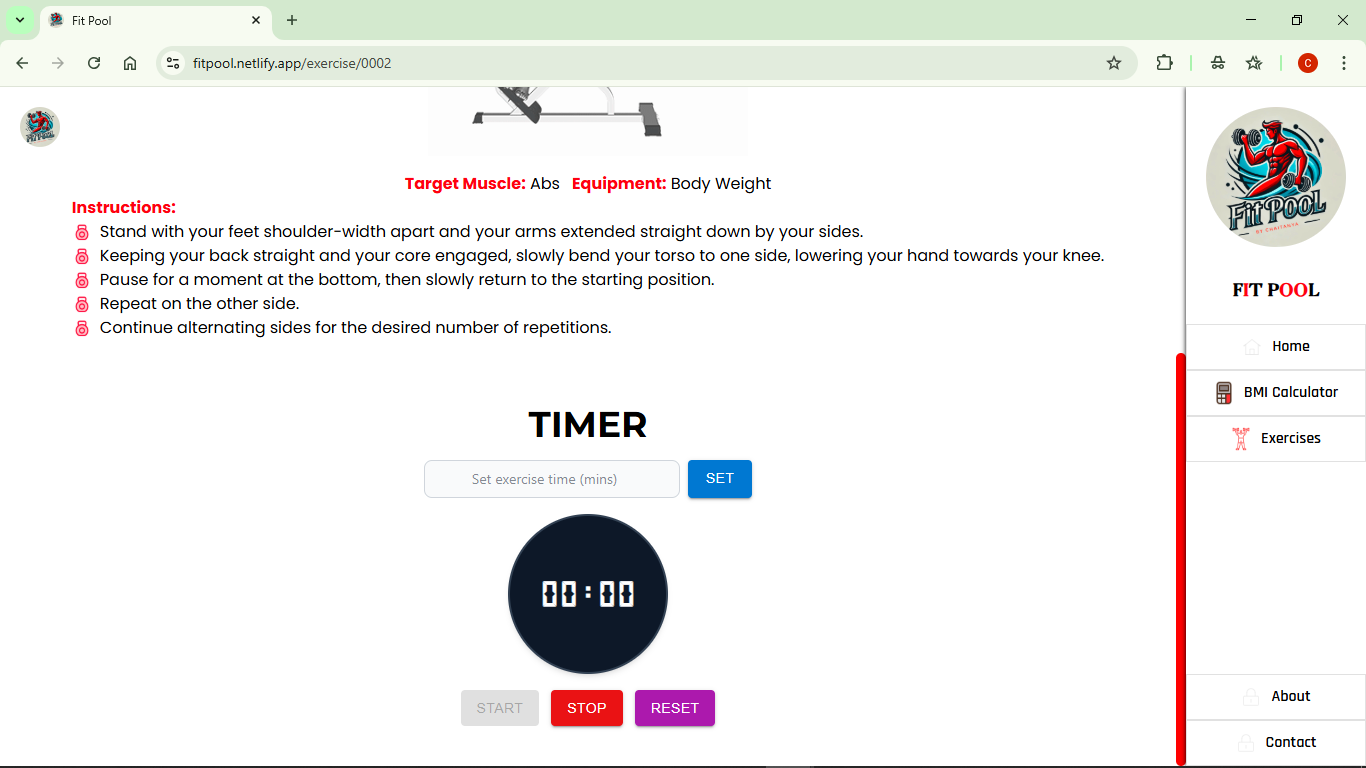 Fit Pool
fitpool.netlify.app/exercise/0002
C
FIT POOL
Target Muscle: Abs Equipment: Body Weight
Instructions:
Stand with your feet shoulder-width apart and your arms extended straight down by your sides.
Keeping your back straight and your core engaged, slowly bend your torso to one side, lowering your hand towards your knee.
Pause for a moment at the bottom, then slowly return to the starting position.
Repeat on the other side.
Continue alternating sides for the desired number of repetitions.
TIMER
Set exercise time (mins)
SET
00:00
START
STOP
RESET
FIT POOL
BY CHAITANYA
FIT POOL
Home
BMI Calculator
Exercises
About
Contact